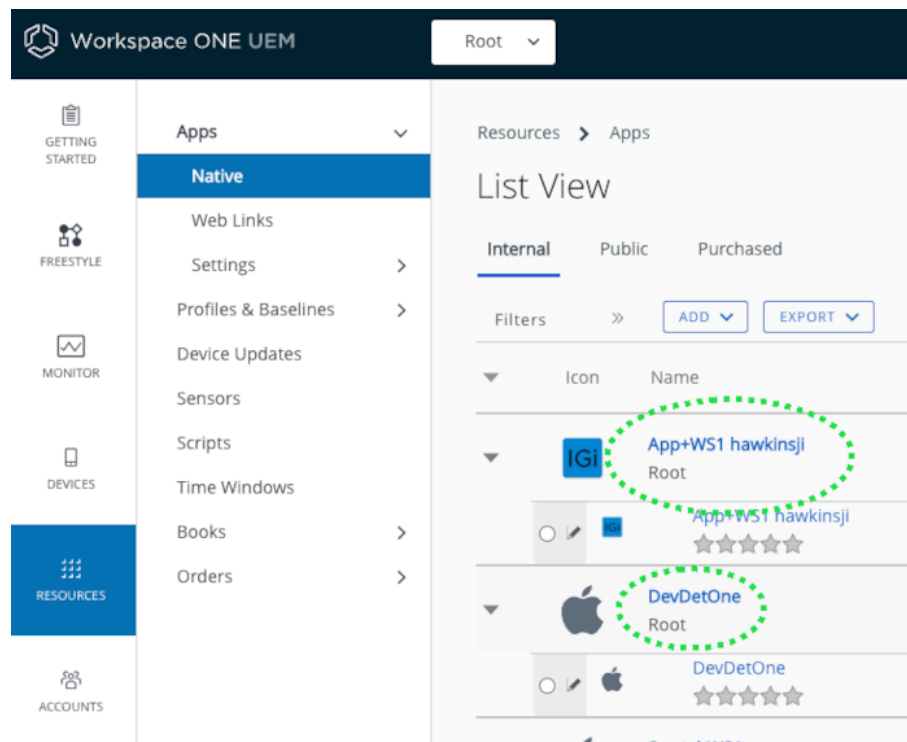 Workspace ONE UEM
Root
GETTING
STARTED
FREESTYLE
MONITOR
DEVICES
RESOURCES
ACCOUNTS
Apps
Native
Web Links
Settings
Profiles & Baselines
Device Updates
Sensors
Scripts
Time Windows
Books
Orders
Resources > Apps
List View
Internal Public Purchased
Filters » ADD EXPORT
Icon Name
IGi App+WS1 hawkinsji
Root
IGi App+WS1 hawkinsji
DevDetOne
Root
DevDetOne